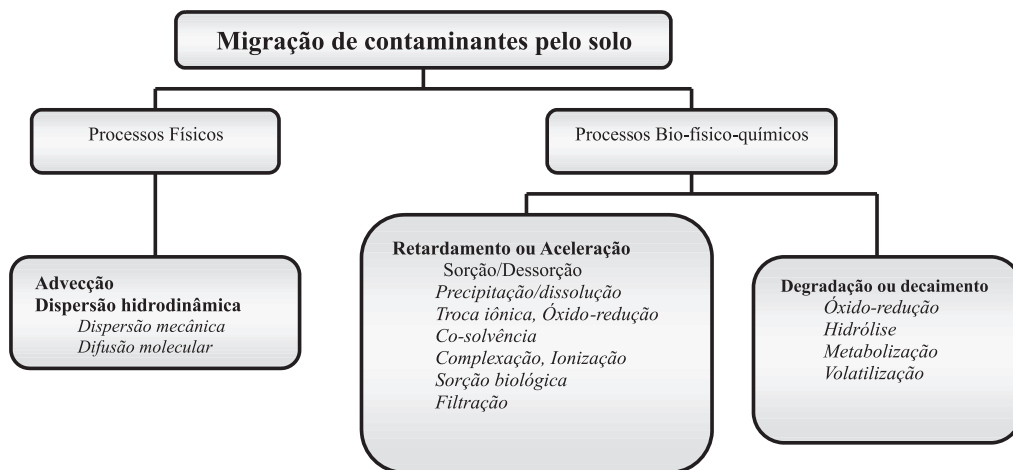 Migração de contaminantes pelo solo
Processos Físicos
Processos Bio-físico-químicos
Advecção
Dispersão hidrodinâmica
Dispersão mecânica
Difusão molecular
Retardamento ou Aceleração
Sorção/Dessorção
Precipitação/dissolução
Troca iônica, Óxido-redução
Co-solvência
Complexação, Ionização
Sorção biológica
Filtração
Degradação ou decaimento
Óxido-redução
Hidrólise
Metabolização
Volatilização